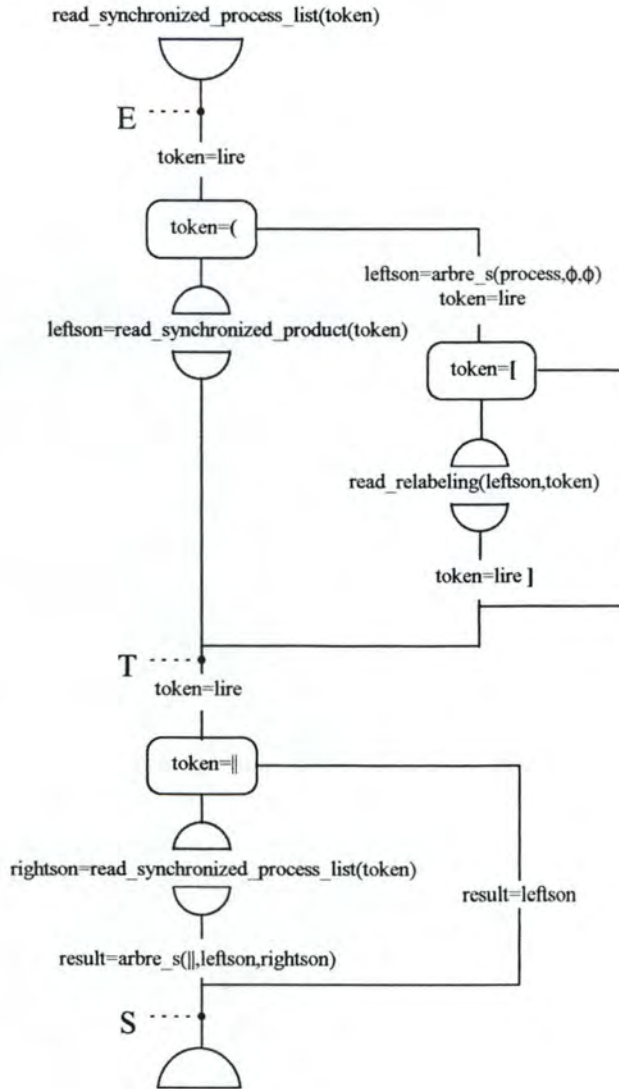 read_synchronized_process_list(token)
E
token=lire
token=(
leftson=arbre_s(process,ϕ,ϕ)
token=lire
leftson=read_synchronized_product(token)
token=[
read_relabeling(leftson,token)
token=lire ]
T
token=lire
token=||
rightson=read_synchronized_process_list(token)
result=leftson
result=arbre_s(||,leftson,rightson)
S